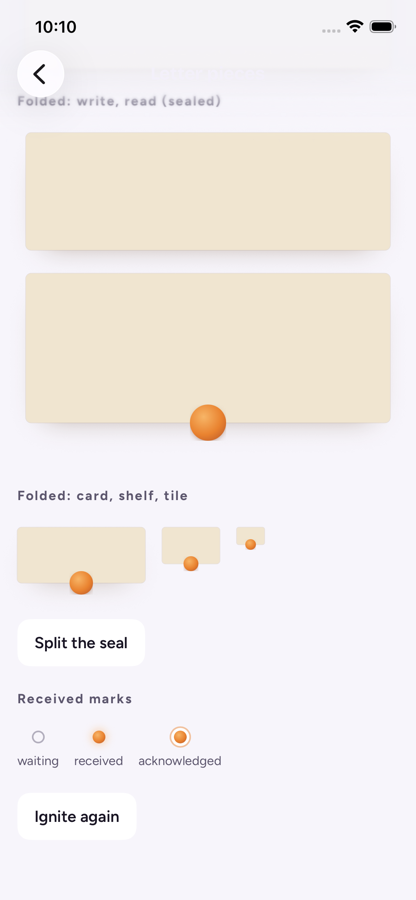 10:10
Folded: write, read (sealed)
Folded: card, shelf, tile
Split the seal
Received marks
waiting received acknowledged
Ignite again